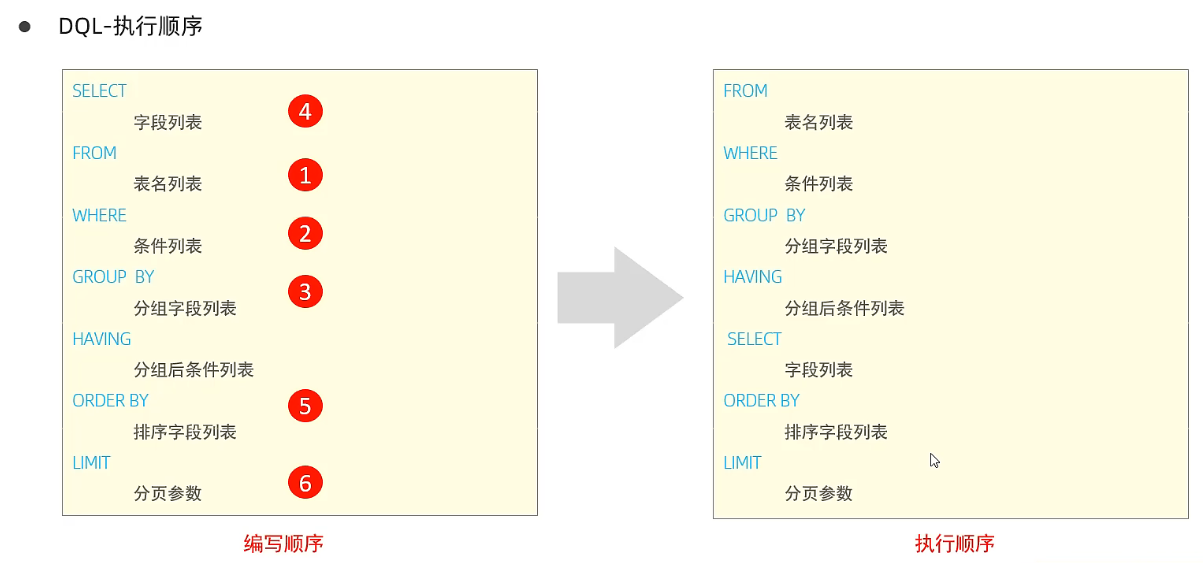 DQL-执行顺序
SELECT
字段列表
4
FROM
表名列表
1
WHERE
条件列表
2
GROUP BY
分组字段列表
3
HAVING
分组后条件列表
ORDER BY
排序字段列表
5
LIMIT
分页参数
6
编写顺序
FROM
表名列表
WHERE
条件列表
GROUP BY
分组字段列表
HAVING
分组后条件列表
SELECT
字段列表
ORDER BY
排序字段列表
LIMIT
分页参数
执行顺序